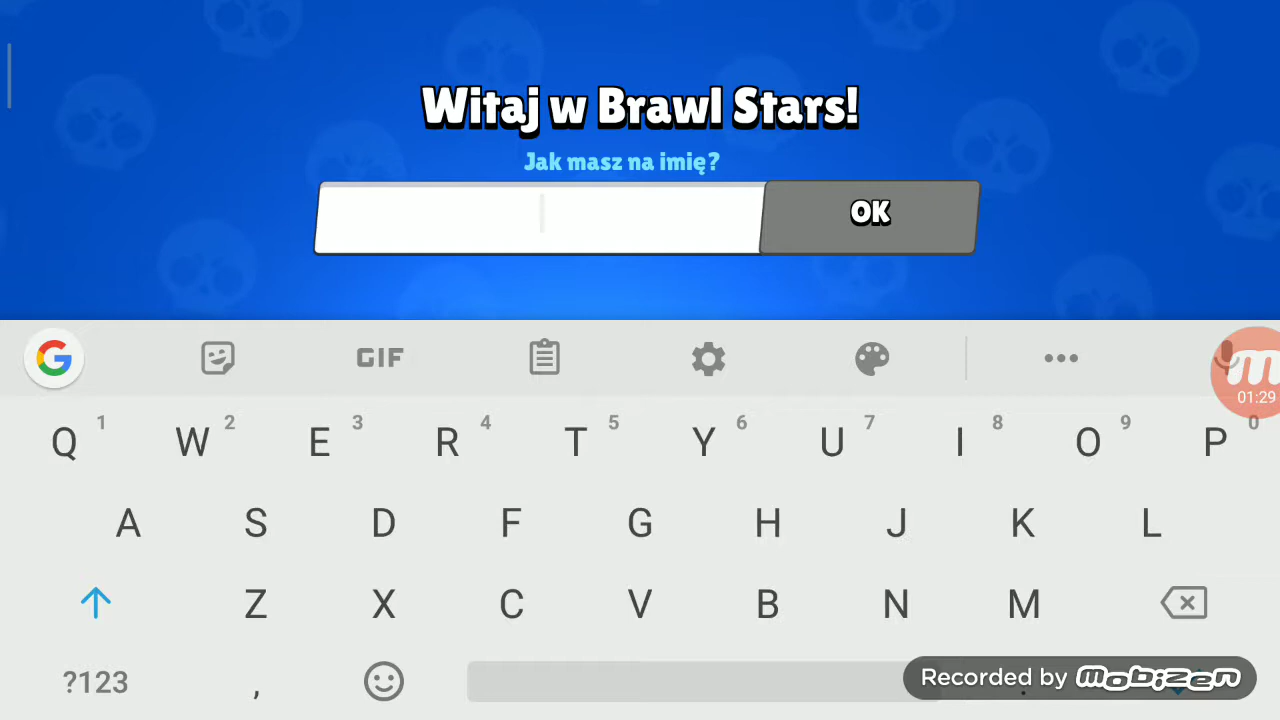 Witaj w Brawl Stars!
Jak masz na imię?
OK
G GIF
01:29
Q 1 W 2 E 3 R 4 T 5 Y 6 U 7 I 8 O 9 P 0
A S D F G H J K L
Z X C V B N M
?123 , .
Recorded by mobizen